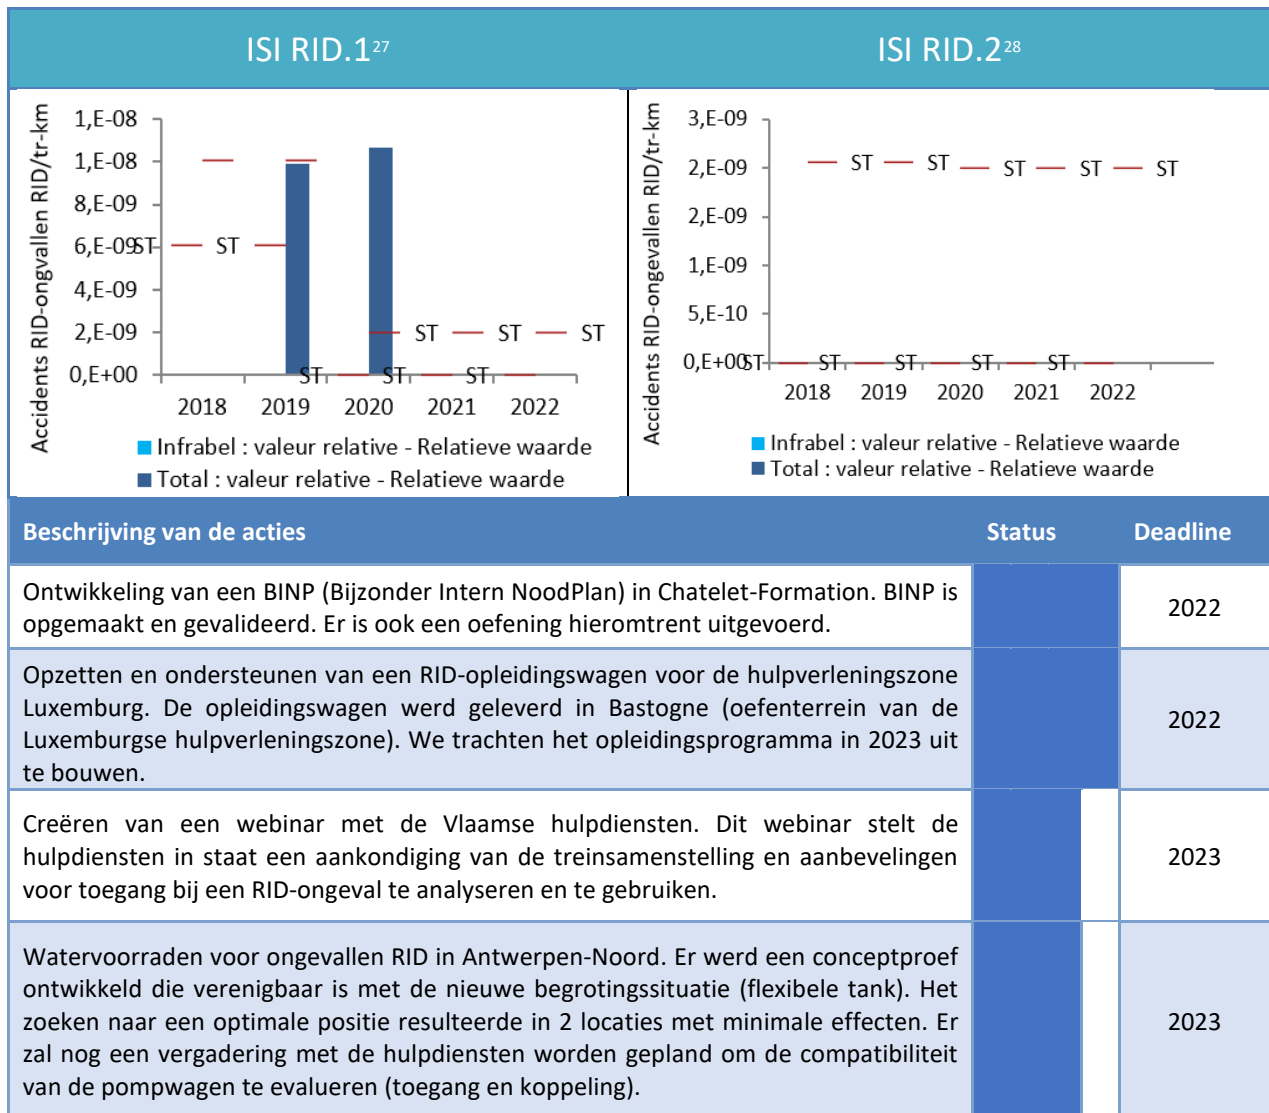 ISI RID.1²⁷
ISI RID.2²⁸
Accidents RID-ongvallen RID/tr-km
1,E-08
1,E-08
8,E-09
6,E-09
4,E-09
2,E-09
0,E+00
ST
ST
ST
ST
ST
ST
ST
ST
2018 2019 2020 2021 2022
Infrabel : valeur relative - Relatieve waarde
Total : valeur relative - Relatieve waarde
Accidents RID-ongevallen RID/tr-km
3,E-09
2,E-09
2,E-09
1,E-09
5,E-10
0,E+00
ST ST ST ST ST
ST ST ST ST ST
2018 2019 2020 2021 2022
Infrabel : valeur relative - Relatieve waarde
Total : valeur relative - Relatieve waarde
Beschrijving van de acties Status Deadline
Ontwikkeling van een BINP (Bijzonder Intern NoodPlan) in Chatelet-Formation. BINP is
opgemaakt en gevalideerd. Er is ook een oefening hieromtrent uitgevoerd.
2022
Opzetten en ondersteunen van een RID-opleidingswagen voor de hulpverleningszone
Luxemburg. De opleidingswagen werd geleverd in Bastogne (oefenterrein van de
Luxemburgse hulpverleningszone). We trachten het opleidingsprogramma in 2023 uit
te bouwen.
2022
Creëren van een webinar met de Vlaamse hulpdiensten. Dit webinar stelt de
hulpdiensten in staat een aankondiging van de treinsamenstelling en aanbevelingen
voor toegang bij een RID-ongeval te analyseren en te gebruiken.
2023
Watervoorraden voor ongevallen RID in Antwerpen-Noord. Er werd een conceptproef
ontwikkeld die verenigbaar is met de nieuwe begrotingssituatie (flexibele tank). Het
zoeken naar een optimale positie resulteerde in 2 locaties met minimale effecten. Er
zal nog een vergadering met de hulpdiensten worden gepland om de compatibiliteit
van de pompwagen te evalueren (toegang en koppeling).
2023